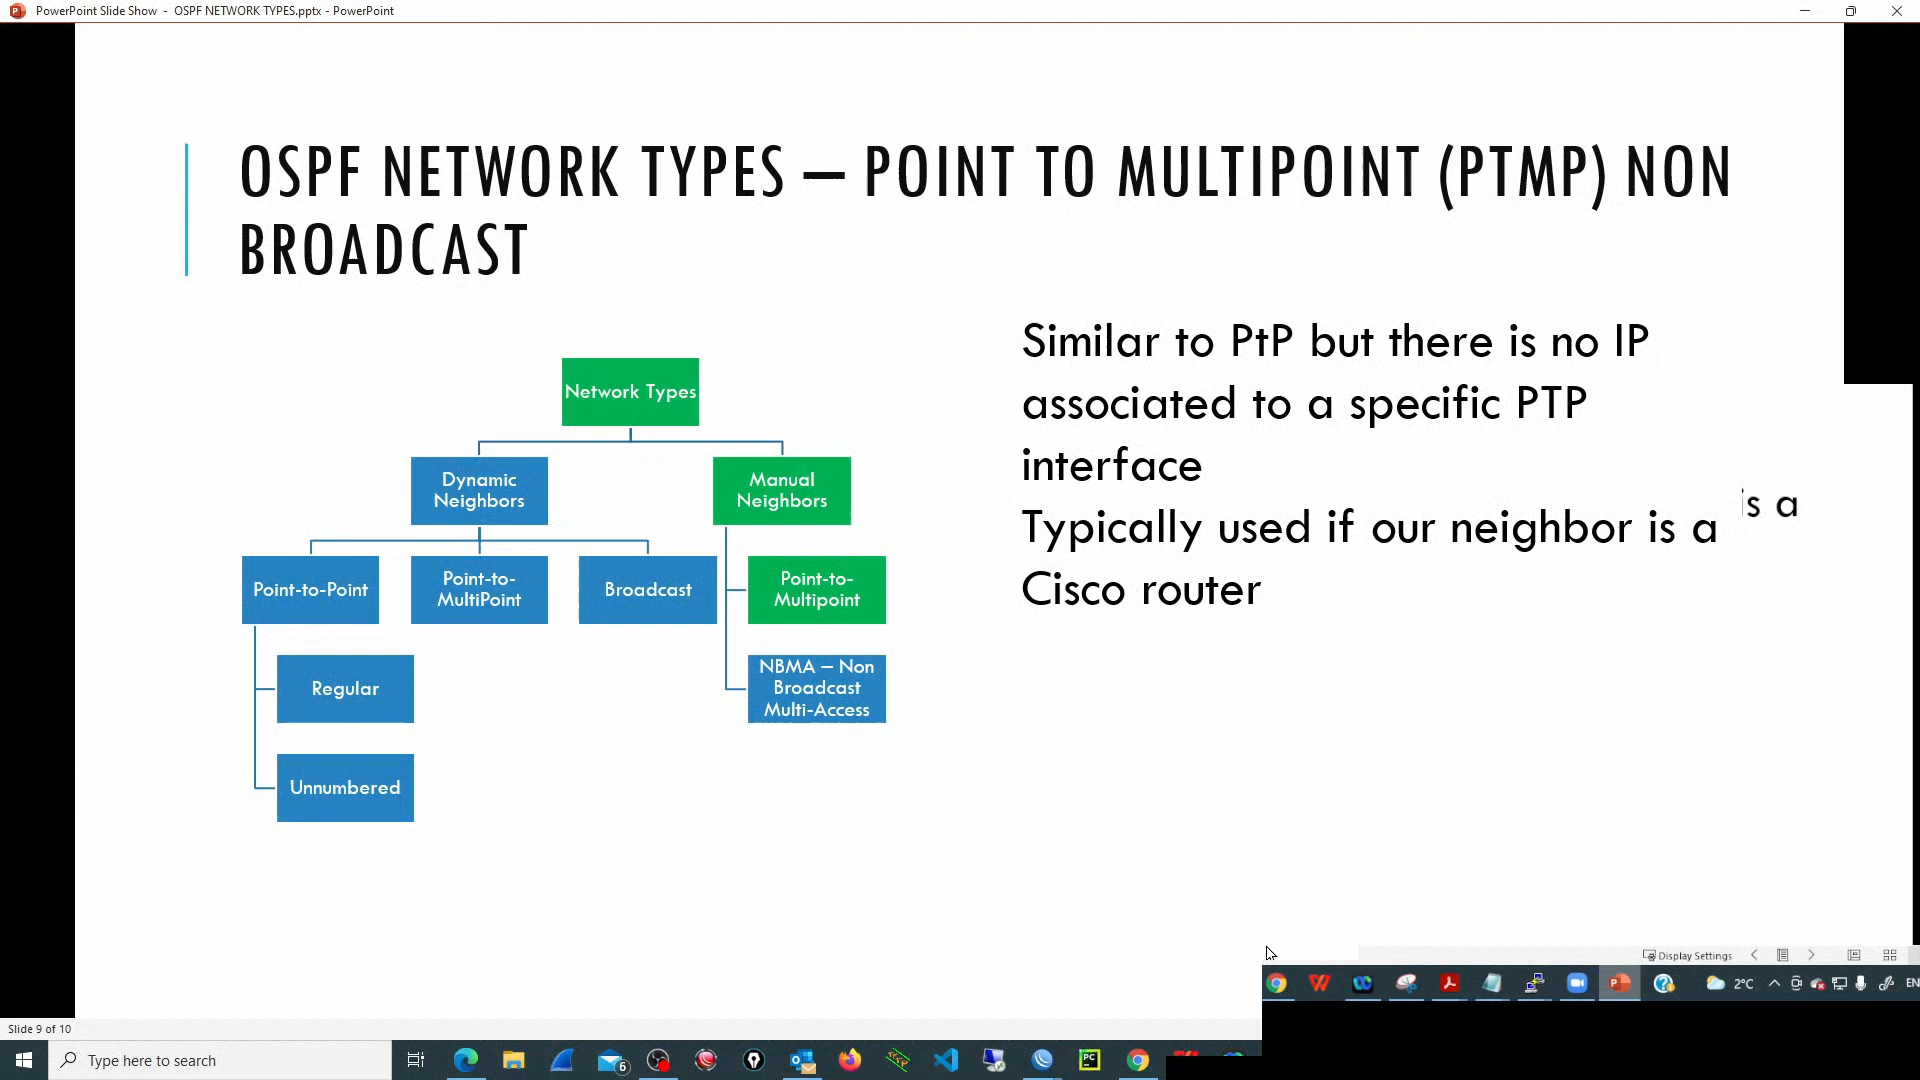 PowerPoint Slide Show - OSPF NETWORK TYPES.pptx - PowerPoint
OSPF NETWORK TYPES – POINT TO MULTIPOINT (PTMP) NON
BROADCAST
Network Types
Dynamic
Neighbors
Manual
Neighbors
Point-to-Point
Point-to-
MultiPoint
Broadcast
Point-to-
Multipoint
Regular
NBMA – Non
Broadcast
Multi-Access
Unnumbered
Similar to PtP but there is no IP
associated to a specific PTP
interface
Typically used if our neighbor is a
Cisco router
is a
Display Settings
2°C
EN
Slide 9 of 10
Type here to search
6
PC